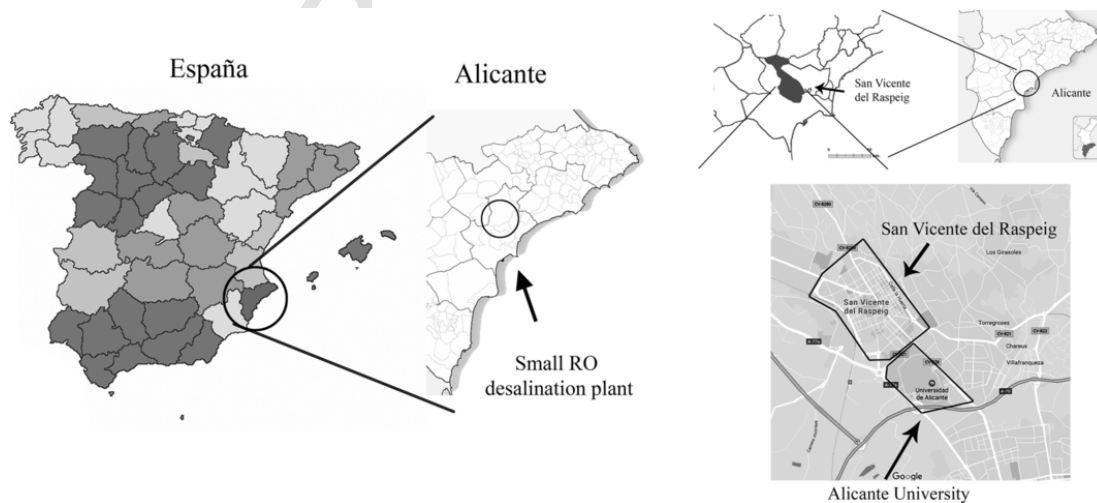 España
Alicante
Small RO
desalination plant
San Vicente
del Raspeig
Alicante
San Vicente del Raspeig
Los Girasoles
San Vicente
del Raspeig
Torregroses
Chareus
Villafranqueza
Universidad
de Alicante
Google
Alicante University